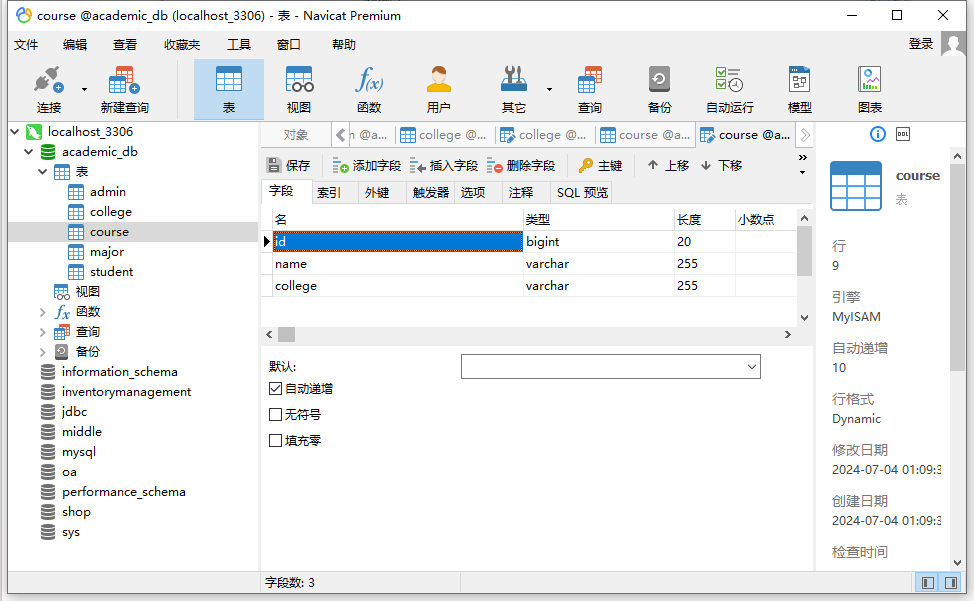 course @academic_db (localhost_3306) - 表 - Navicat Premium
文件 编辑 查看 收藏夹 工具 窗口 帮助 登录
连接 新建查询 表 视图 函数 用户 其它 查询 备份 自动运行 模型 图表
localhost_3306
academic_db
表
admin
college
course
major
student
视图
函数
查询
备份
information_schema
inventorymanagement
jdbc
middle
mysql
oa
performance_schema
shop
sys
对象 n @a... college @... college @... course @a... course @a...
保存 添加字段 插入字段 删除字段 主键 上移 下移
字段 索引 外键 触发器 选项 注释 SQL 预览
名 类型 长度 小数点
id bigint 20
name varchar 255
college varchar 255
默认:
自动递增
无符号
填充零
DDL
course
表
行
9
引擎
MyISAM
自动递增
10
行格式
Dynamic
修改日期
2024-07-04 01:09:3
创建日期
2024-07-04 01:09:3
检查时间
字段数: 3